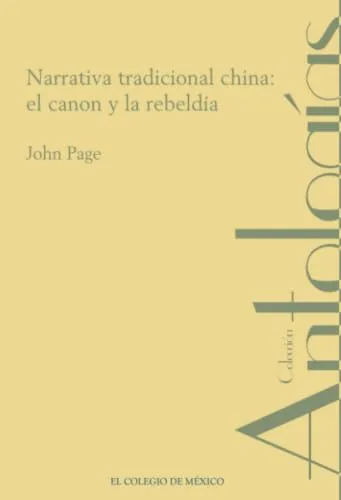 Narrativa tradicional china:
el canon y la rebeldía
John Page
Colección
Antologías
EL COLEGIO DE MÉXICO